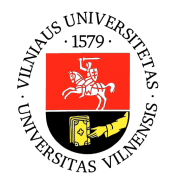 VILNIAUS UNIVERSITETAS
· 1579 ·
UNIVERSITAS VILNENSIS